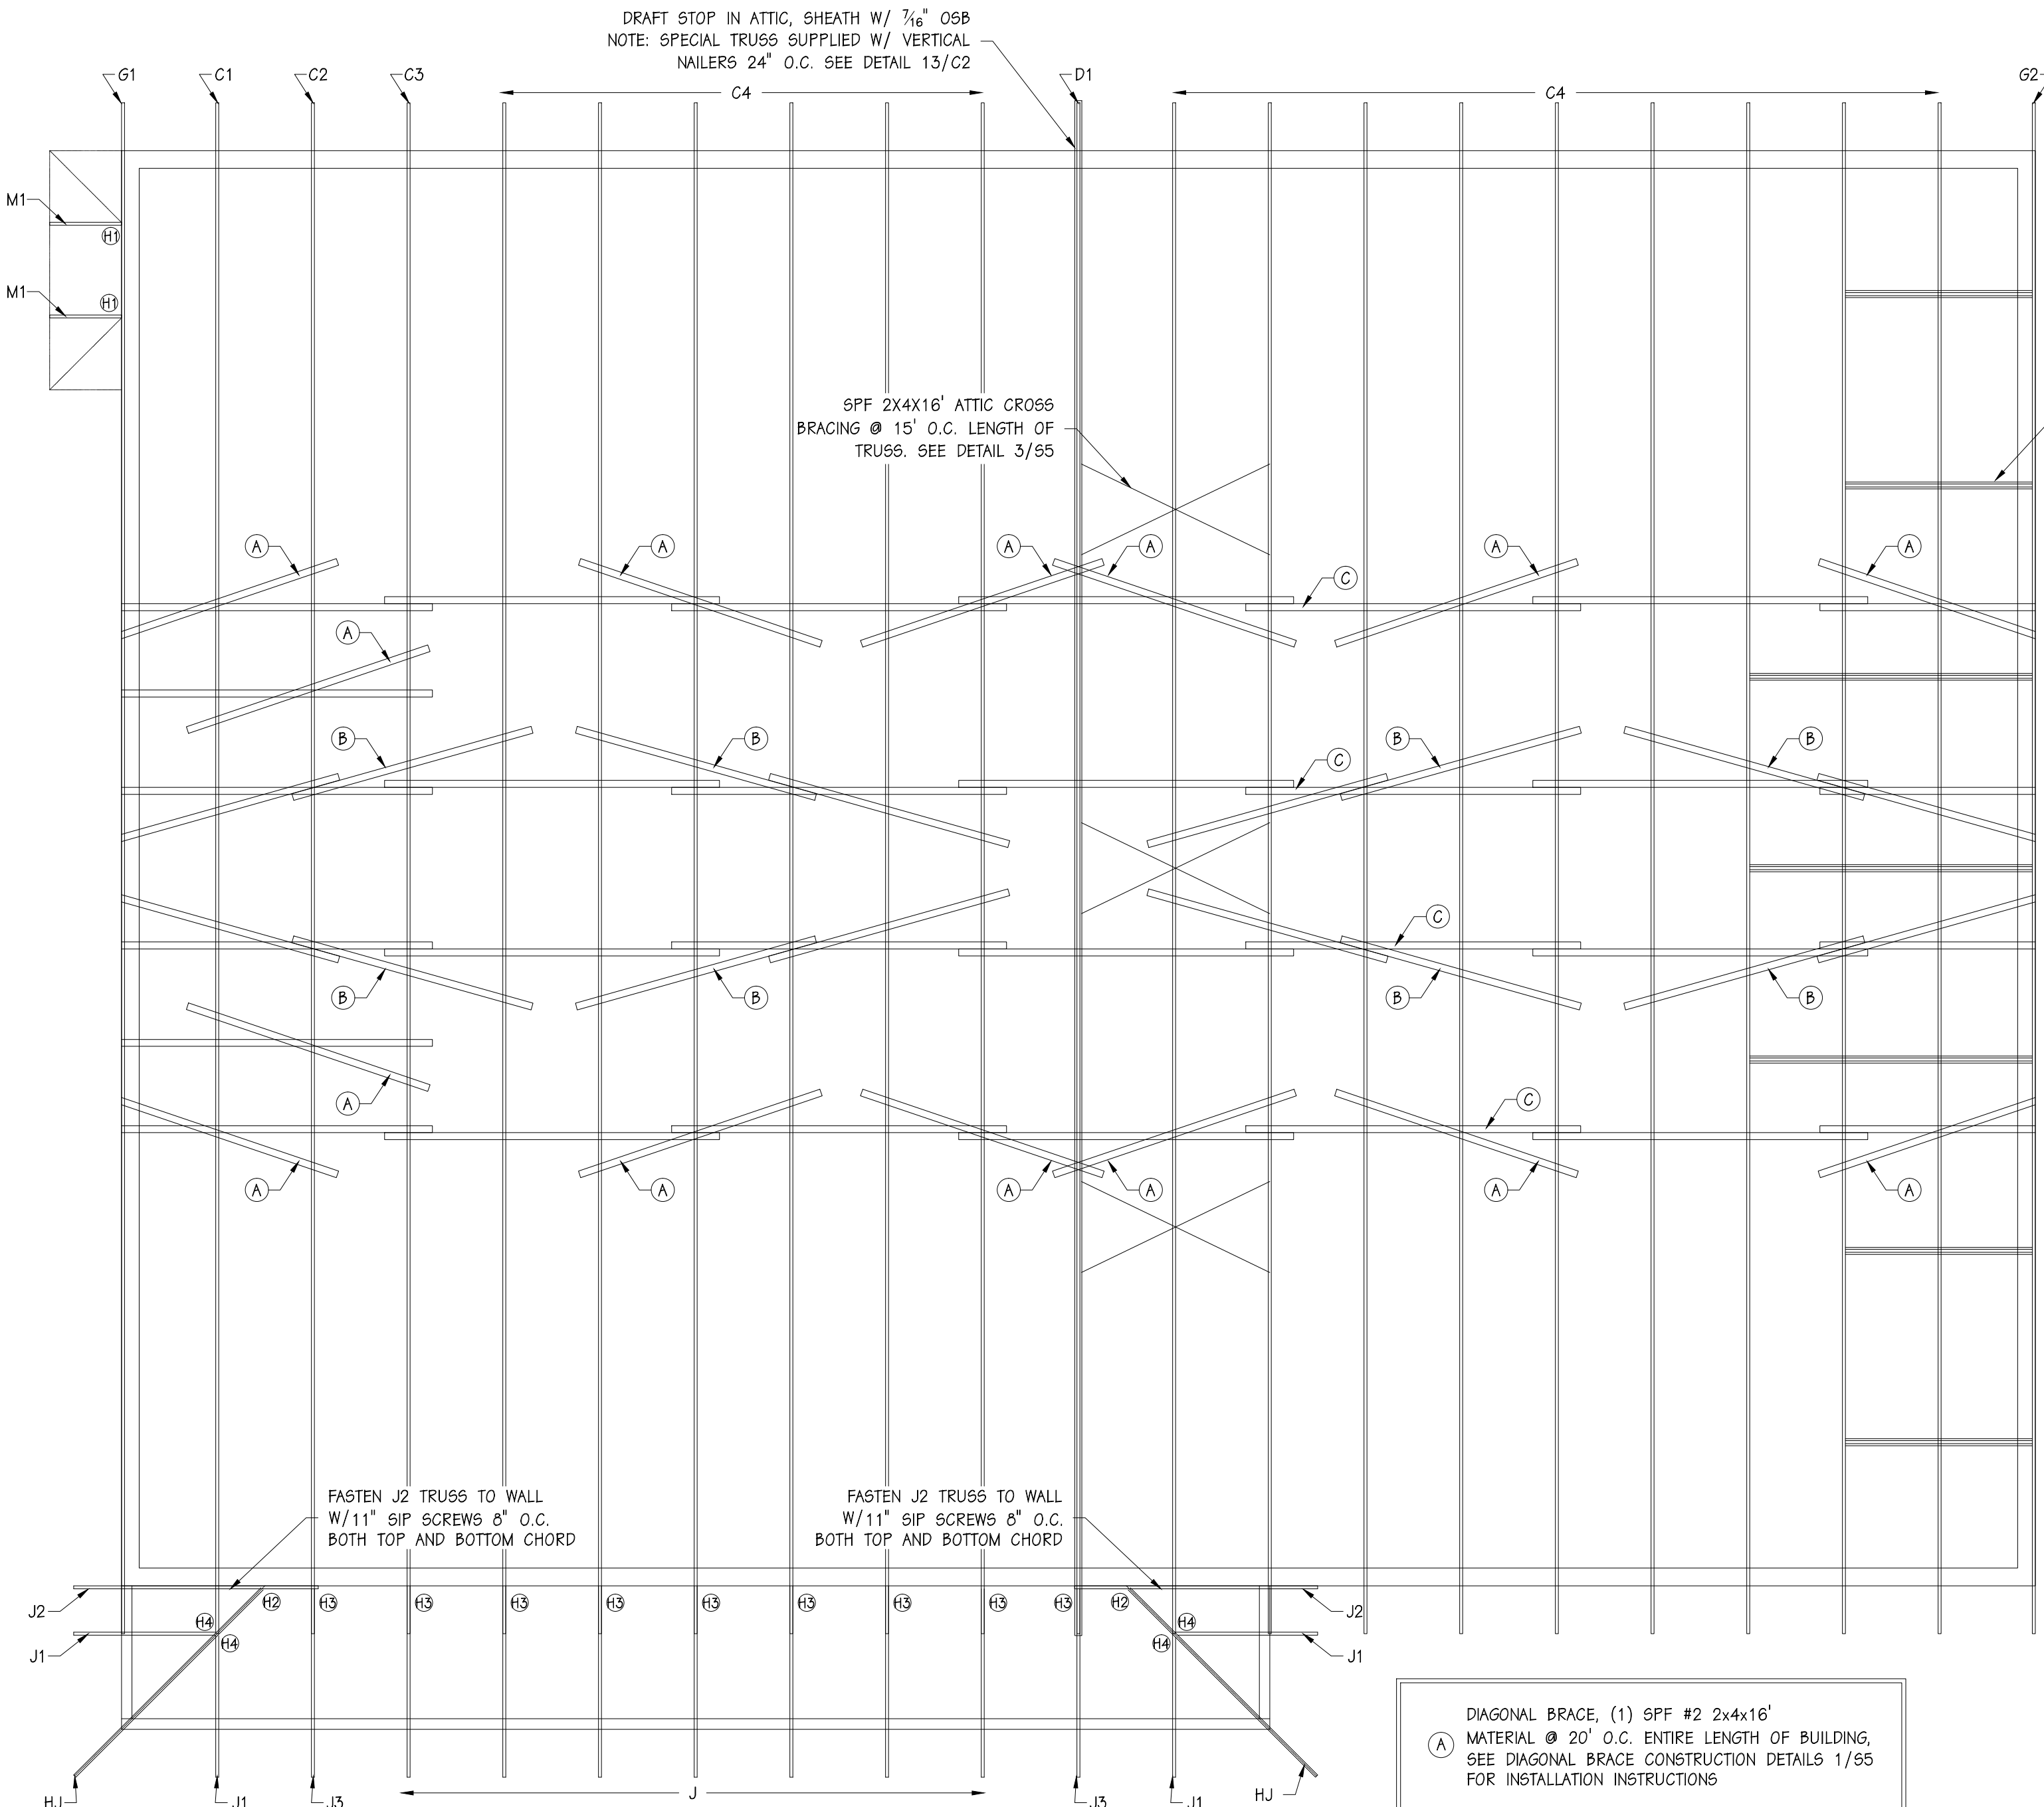 DRAFT STOP IN ATTIC, SHEATH W/ 7/16" OSB
NOTE: SPECIAL TRUSS SUPPLIED W/ VERTICAL
NAILERS 24" O.C. SEE DETAIL 13/C2
G1
C1
C2
C3
C4
D1
C4
G2
M1
H1
M1
H1
SPF 2X4X16' ATTIC CROSS
BRACING @ 15' O.C. LENGTH OF
TRUSS. SEE DETAIL 3/S5
A
A
A
A
A
A
C
A
B
B
C
B
B
C
B
B
B
B
A
C
A
A
A
A
A
A
FASTEN J2 TRUSS TO WALL
W/11" SIP SCREWS 8" O.C.
BOTH TOP AND BOTTOM CHORD
FASTEN J2 TRUSS TO WALL
W/11" SIP SCREWS 8" O.C.
BOTH TOP AND BOTTOM CHORD
J2
H2
H3
H3
H3
H3
H3
H3
H3
H3
H3
H2
J2
H4
H4
H4
H4
J1
J1
DIAGONAL BRACE, (1) SPF #2 2x4x16'
A
MATERIAL @ 20' O.C. ENTIRE LENGTH OF BUILDING,
SEE DIAGONAL BRACE CONSTRUCTION DETAILS 1/S5
FOR INSTALLATION INSTRUCTIONS
HJ
J1
J3
J
J3
J1
HJ